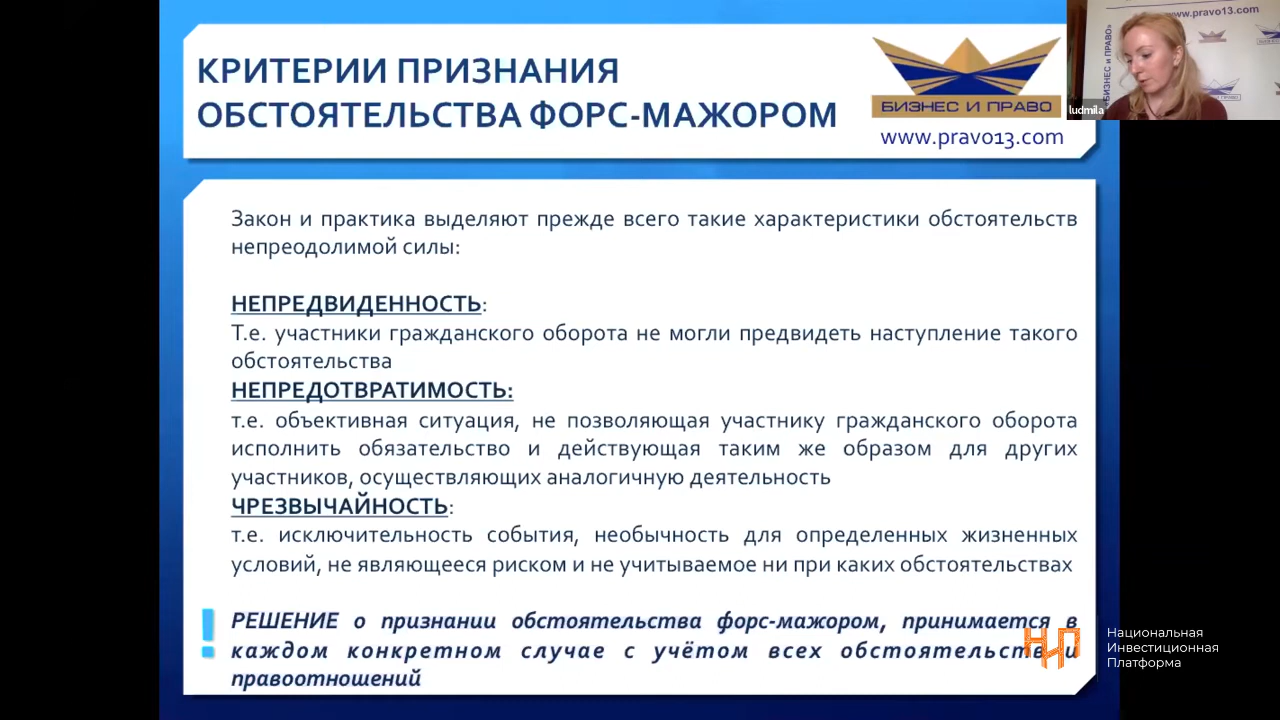 КРИТЕРИИ ПРИЗНАНИЯ
ОБСТОЯТЕЛЬСТВА ФОРС-МАЖОРОМ
БИЗНЕС И ПРАВО
www.pravo13.com
www.pravo13.com
БИЗНЕС и ПРАВО»
ludmila
Закон и практика выделяют прежде всего такие характеристики обстоятельств
непреодолимой силы:
НЕПРЕДВИДЕННОСТЬ:
Т.е. участники гражданского оборота не могли предвидеть наступление такого
обстоятельства
НЕПРЕДОТВРАТИМОСТЬ:
т.е. объективная ситуация, не позволяющая участнику гражданского оборота
исполнить обязательство и действующая таким же образом для других
участников, осуществляющих аналогичную деятельность
ЧРЕЗВЫЧАЙНОСТЬ:
т.е. исключительность события, необычность для определенных жизненных
условий, не являющееся риском и не учитываемое ни при каких обстоятельствах
! РЕШЕНИЕ о признании обстоятельства форс-мажором, принимается в
каждом конкретном случае с учётом всех обстоятельств и
правоотношений
НИП
Национальная
Инвестиционная
Платформа